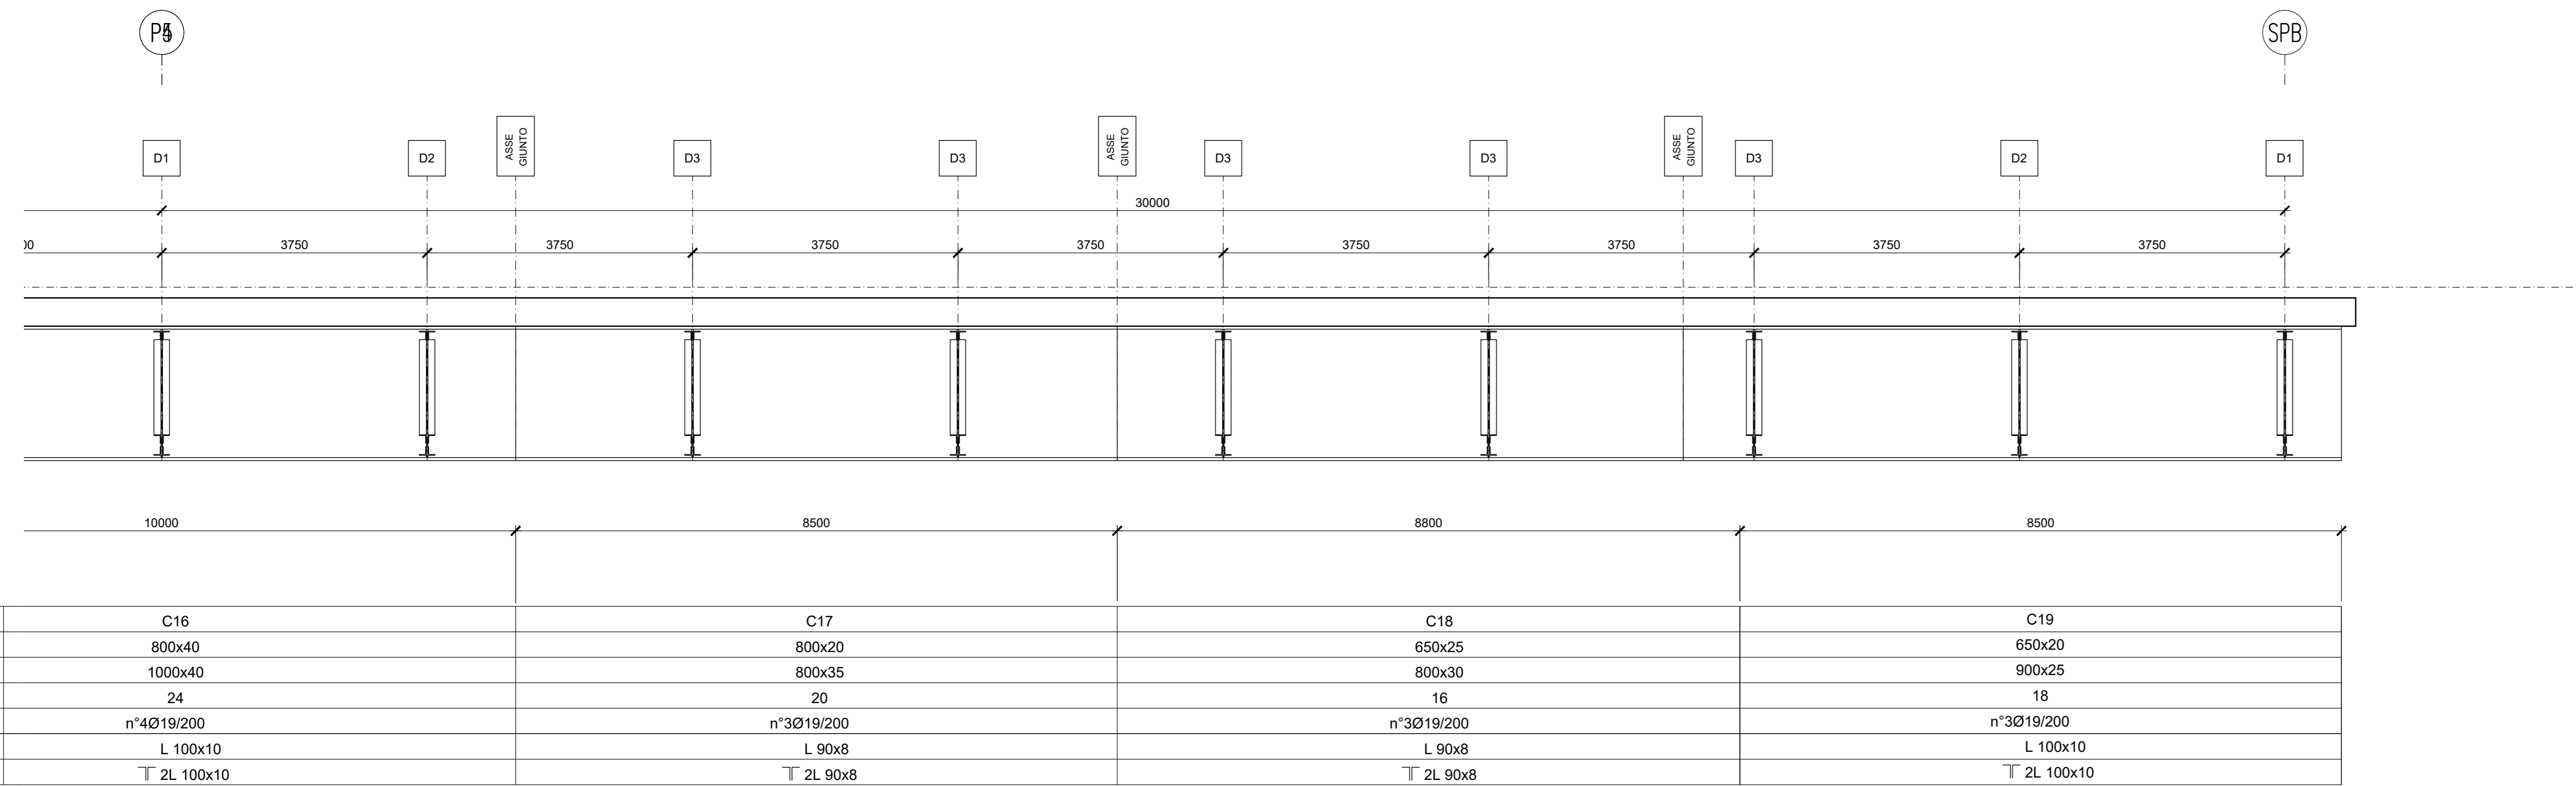 SPB
D1 D2 ASSE GIUNTO D3 D3 ASSE GIUNTO D3 D3 ASSE GIUNTO D3 D2 D1
30000
3750 3750 3750 3750 3750 3750 3750 3750
10000 8500 8800 8500
C16 C17 C18 C19
800x40 800x20 650x25 650x20
1000x40 800x35 800x30 900x25
24 20 16 18
n°4Ø19/200 n°3Ø19/200 n°3Ø19/200 n°3Ø19/200
L 100x10 L 90x8 L 90x8 L 100x10
2L 100x10 2L 90x8 2L 90x8 2L 100x10